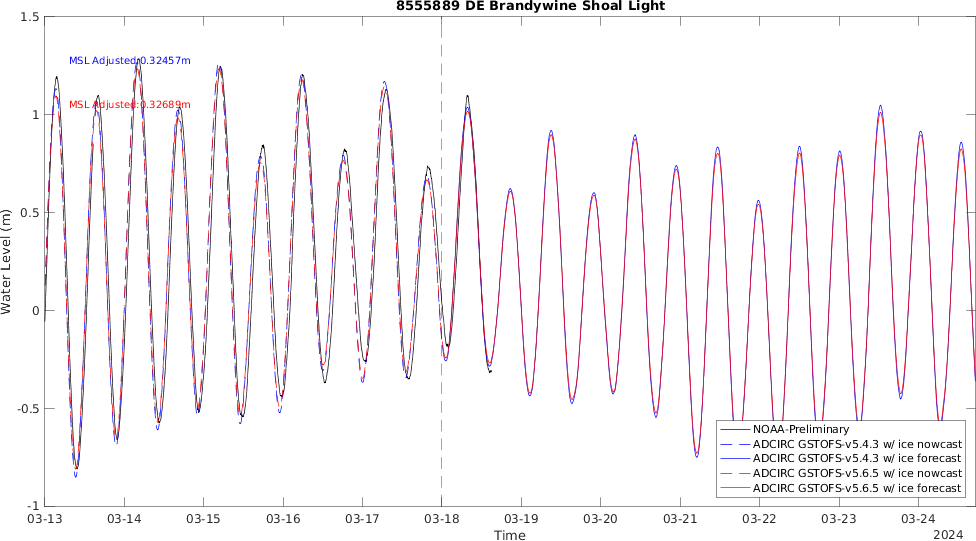 8555889 DE Brandywine Shoal Light
1.5
MSL Adjusted:0.32457m
MSL Adjusted:0.32689m
1
0.5
0
-0.5
-1
Water Level (m)
NOAA-Preliminary
ADCIRC GSTOFS-v5.4.3 w/ ice nowcast
ADCIRC GSTOFS-v5.4.3 w/ ice forecast
ADCIRC GSTOFS-v5.6.5 w/ ice nowcast
ADCIRC GSTOFS-v5.6.5 w/ ice forecast
03-13 03-14 03-15 03-16 03-17 03-18 03-19 03-20 03-21 03-22 03-23 03-24
Time
2024